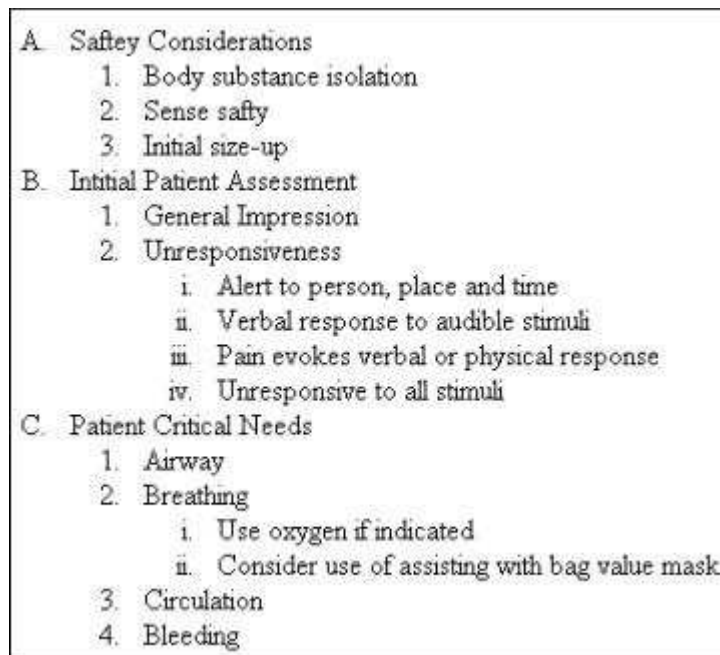 A. Saftey Considerations
1. Body substance isolation
2. Sense safty
3. Initial size-up
B. Intitial Patient Assessment
1. General Impression
2. Unresponsiveness
i. Alert to person, place and time
ii. Verbal response to audible stimuli
iii. Pain evokes verbal or physical response
iv. Unresponsive to all stimuli
C. Patient Critical Needs
1. Airway
2. Breathing
i. Use oxygen if indicated
ii. Consider use of assisting with bag value mask
3. Circulation
4. Bleeding